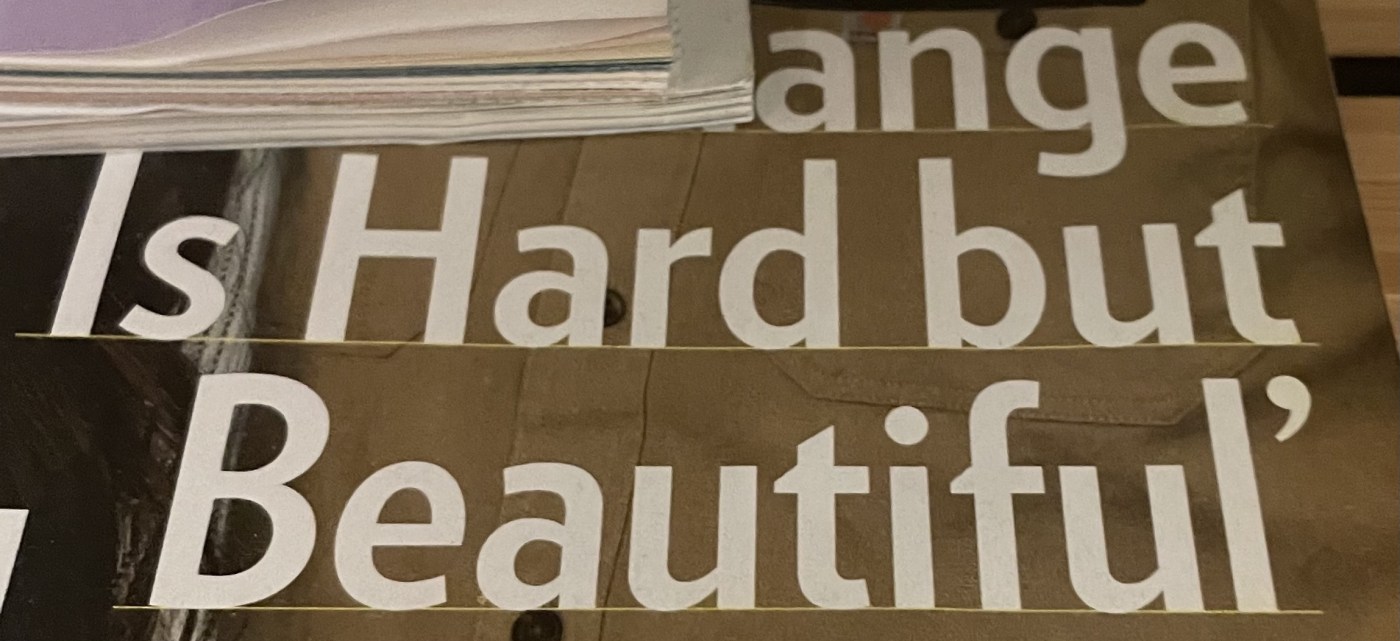 ange
Is Hard but
Beautiful’